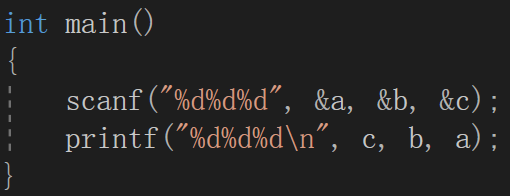 int main()
{
    scanf("%d%d%d", &a, &b, &c);
    printf("%d%d%d\n", c, b, a);
}